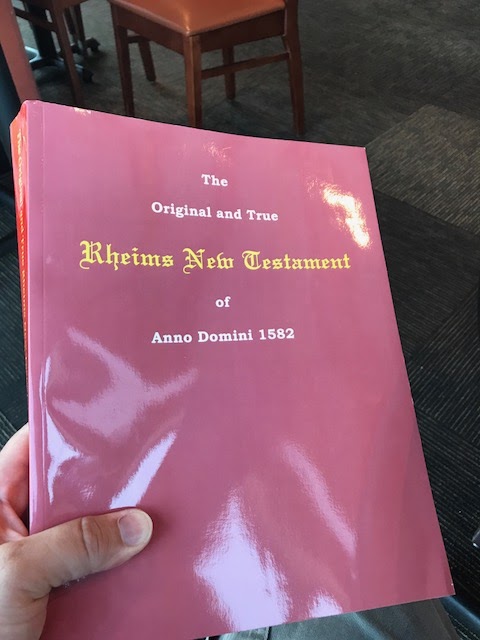 The
Original and True
Rheims New Testament
of
Anno Domini 1582